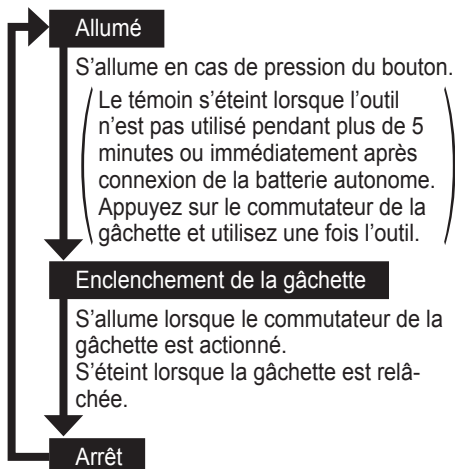 Allumé
S’allume en cas de pression du bouton.
Le témoin s’éteint lorsque l’outil
n’est pas utilisé pendant plus de 5
minutes ou immédiatement après
connexion de la batterie autonome.
Appuyez sur le commutateur de la
gâchette et utilisez une fois l’outil.
Enclenchement de la gâchette
S’allume lorsque le commutateur de la
gâchette est actionné.
S’éteint lorsque la gâchette est relâ-
chée.
Arrêt